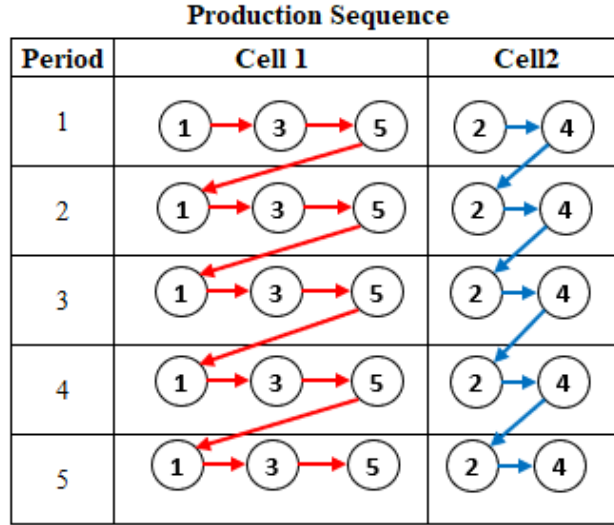 Production Sequence
Period Cell 1 Cell2
1 1 3 5 2 4
2 1 3 5 2 4
3 1 3 5 2 4
4 1 3 5 2 4
5 1 3 5 2 4